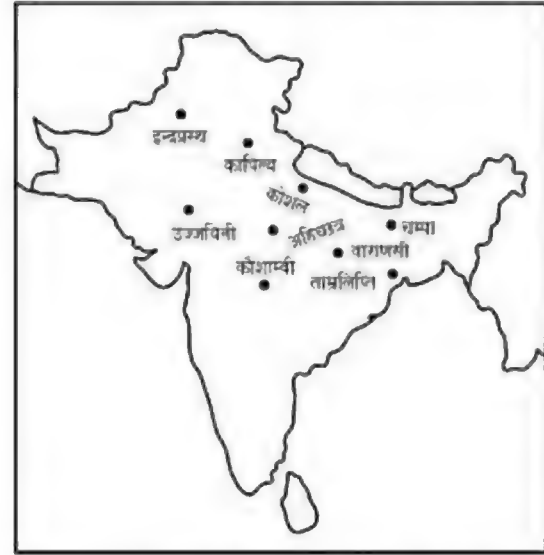 इन्द्रप्रस्थ
कापिल्य
कोशल
उज्जयिनी
अहिच्छत्र
चम्पा
वाराणसी
कौशाम्बी
ताम्रलिप्ति